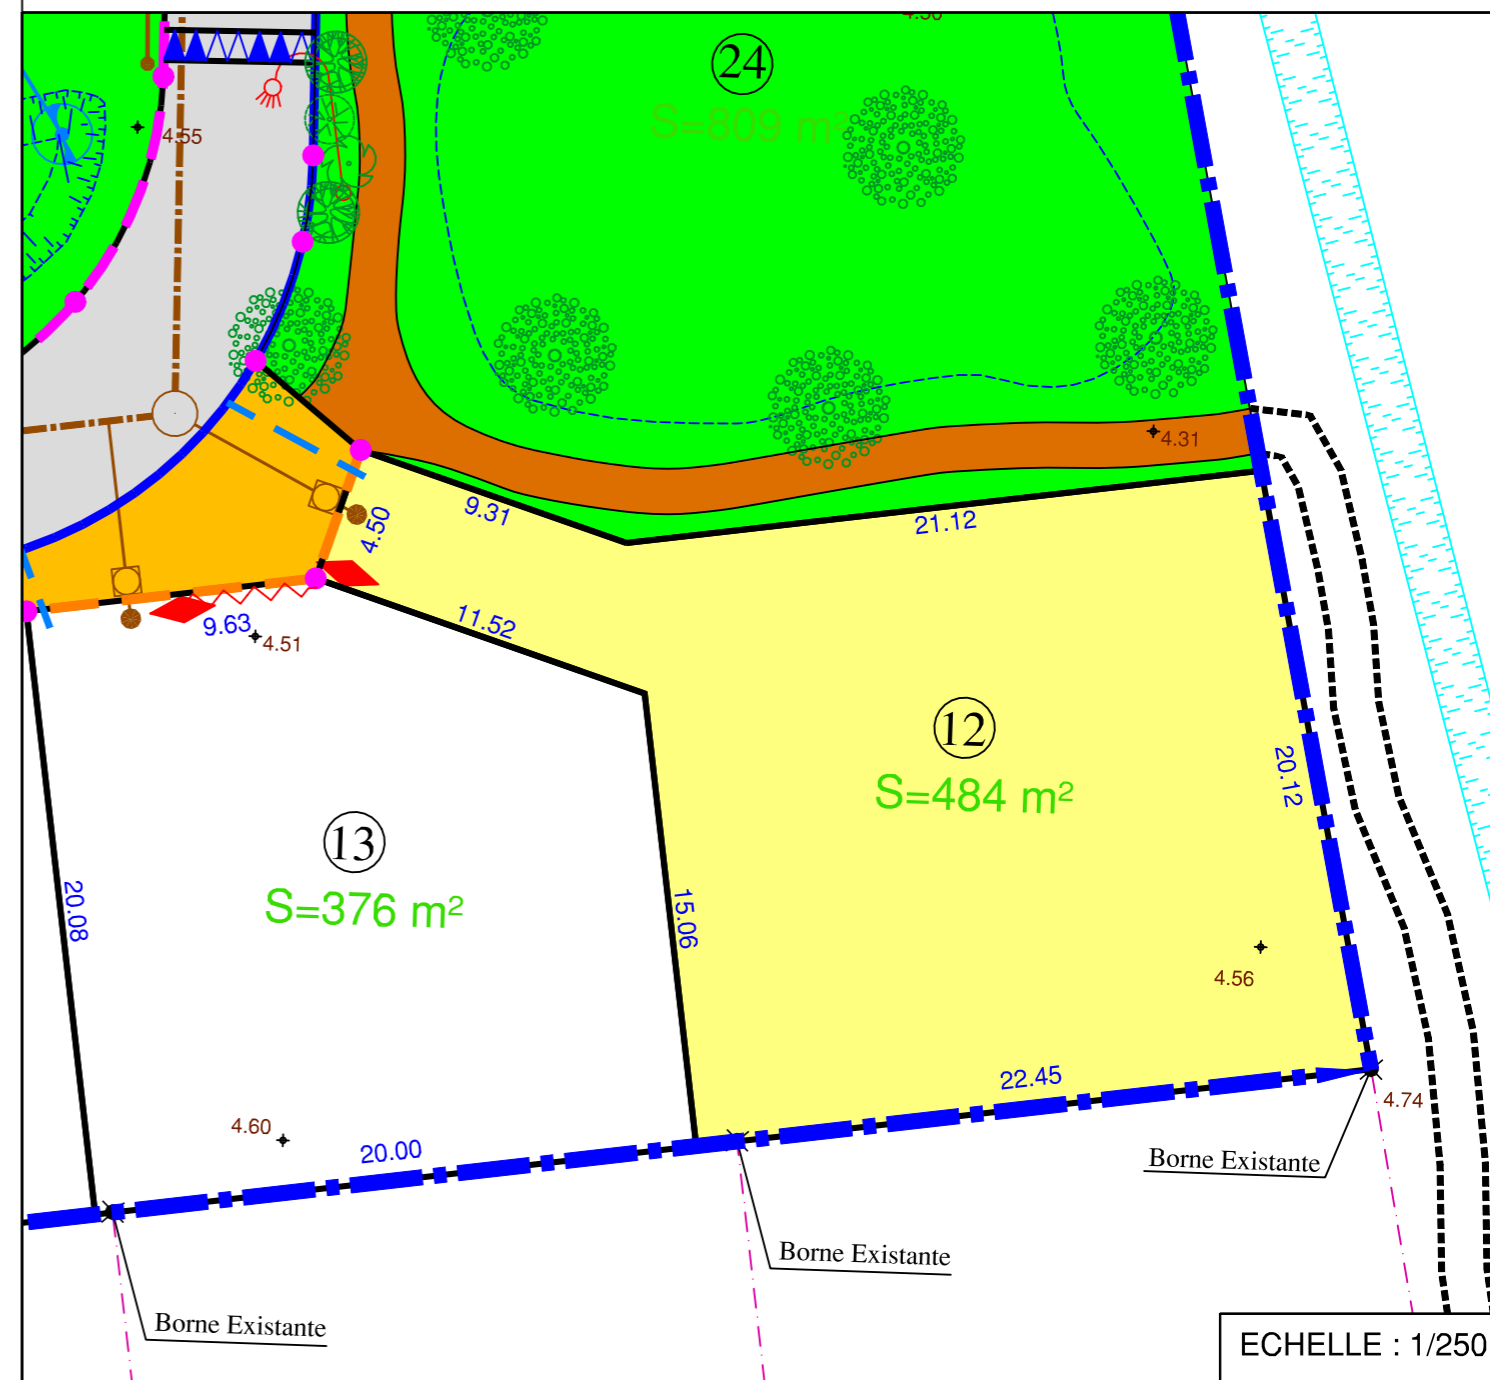 4.50
24
S=809 m²
4.55
4.31
9.31
21.12
4.50
11.52
9.63
4.51
12
S=484 m²
20.12
13
S=376 m²
20.08
15.06
4.56
22.45
4.74
4.60
20.00
Borne Existante
Borne Existante
Borne Existante
ECHELLE : 1/250